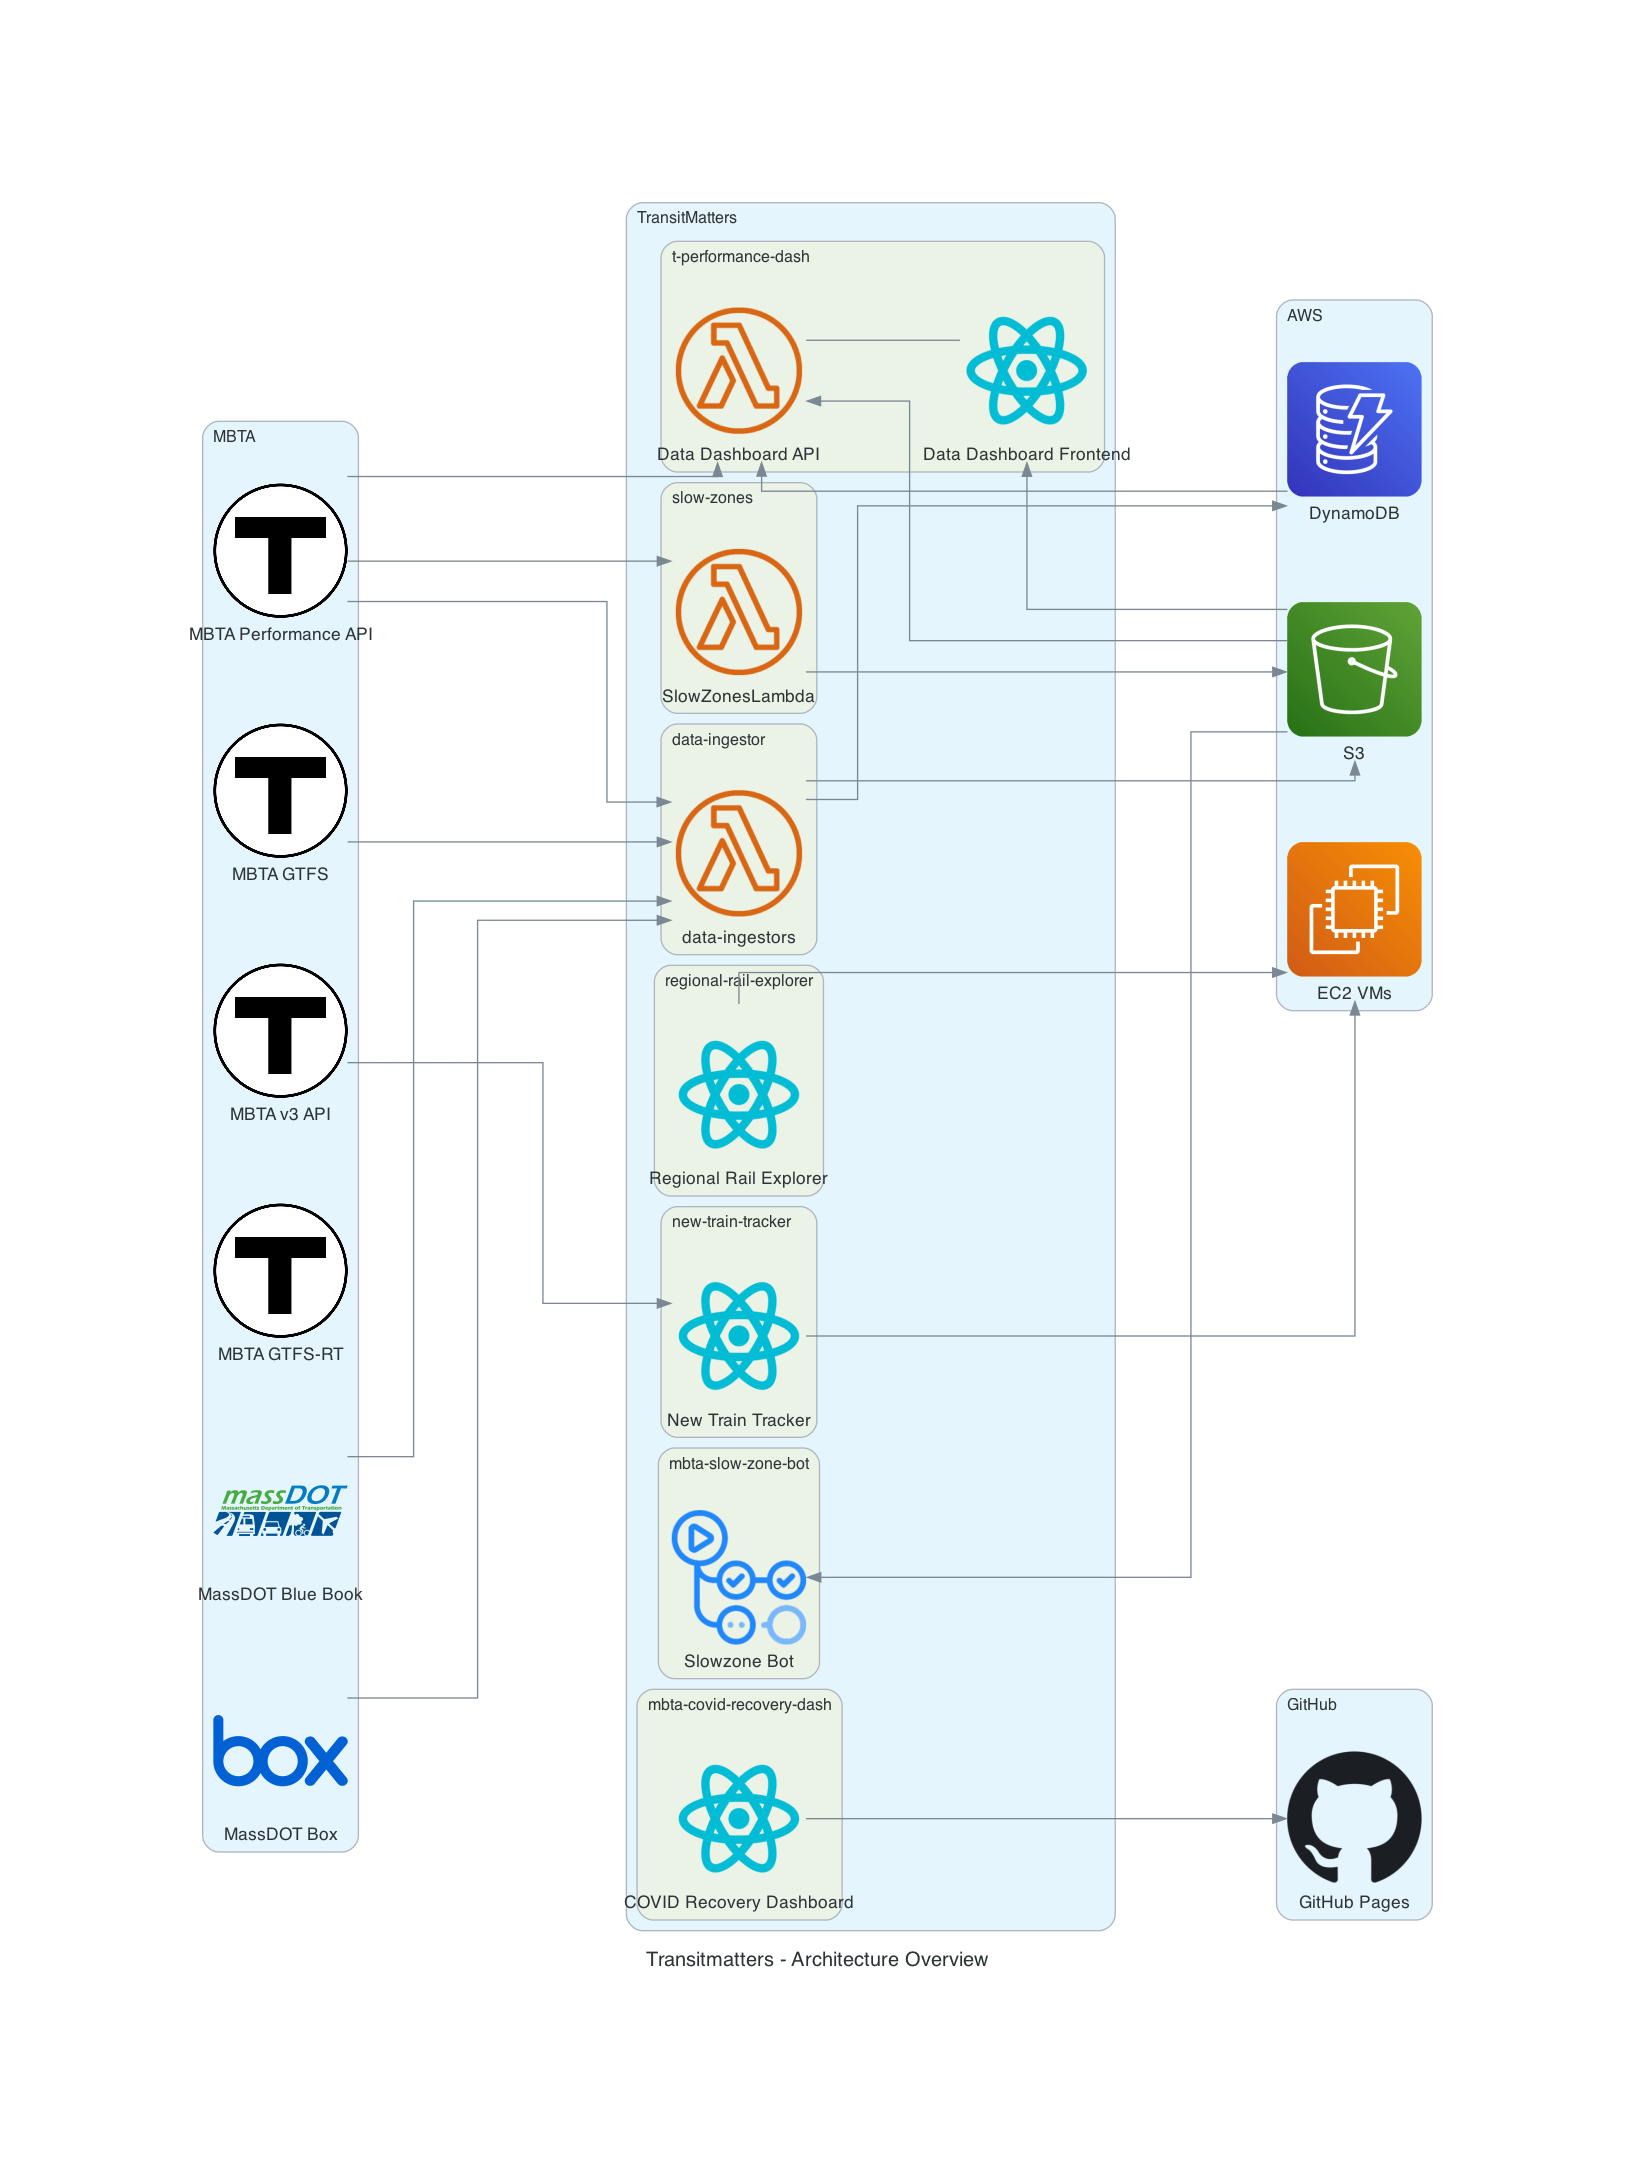 TransitMatters
t-performance-dash
Data Dashboard API
Data Dashboard Frontend
slow-zones
SlowZonesLambda
data-ingestor
data-ingestors
regional-rail-explorer
Regional Rail Explorer
new-train-tracker
New Train Tracker
mbta-slow-zone-bot
Slowzone Bot
mbta-covid-recovery-dash
COVID Recovery Dashboard
MBTA
T
MBTA Performance API
T
MBTA GTFS
T
MBTA v3 API
T
MBTA GTFS-RT
massDOT
Massachusetts Department of Transportation
MassDOT Blue Book
box
MassDOT Box
AWS
DynamoDB
S3
EC2 VMs
GitHub
GitHub Pages
Transitmatters - Architecture Overview